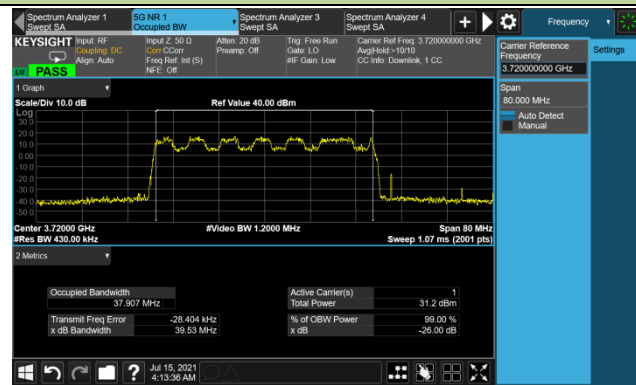 Spectrum Analyzer 1
Swept SA
5G NR 1
Occupied BW
Spectrum Analyzer 3
Swept SA
Spectrum Analyzer 4
Swept SA
Frequency
KEYSIGHT
Input: RF
Coupling: DC
Align: Auto
Input Z: 50 Ω
Corr CCorr
Freq Ref: Int (S)
NFE: Off
Atten: 20 dB
Preamp: Off
Trig: Free Run
Gate: LO
#IF Gain: Low
Carrier Ref Freq: 3.720000000 GHz
Avg|Hold:>10/10
CC Info: Downlink, 1 CC
PASS
Carrier Reference
Frequency
3.720000000 GHz
Settings
Span
80.000 MHz
Auto Detect
Manual
1 Graph
Scale/Div 10.0 dB
Ref Value 40.00 dBm
Log
30.0
20.0
10.0
0.00
-10.0
-20.0
-30.0
-40.0
-50.0
Center 3.72000 GHz
#Video BW 1.2000 MHz
Span 80 MHz
#Res BW 430.00 kHz
Sweep 1.07 ms (2001 pts)
2 Metrics
Occupied Bandwidth
37.907 MHz
Active Carrier(s)
1
Total Power
31.2 dBm
Transmit Freq Error
-28.404 kHz
% of OBW Power
99.00 %
x dB Bandwidth
39.53 MHz
x dB
-26.00 dB
Jul 15, 2021
4:13:36 AM